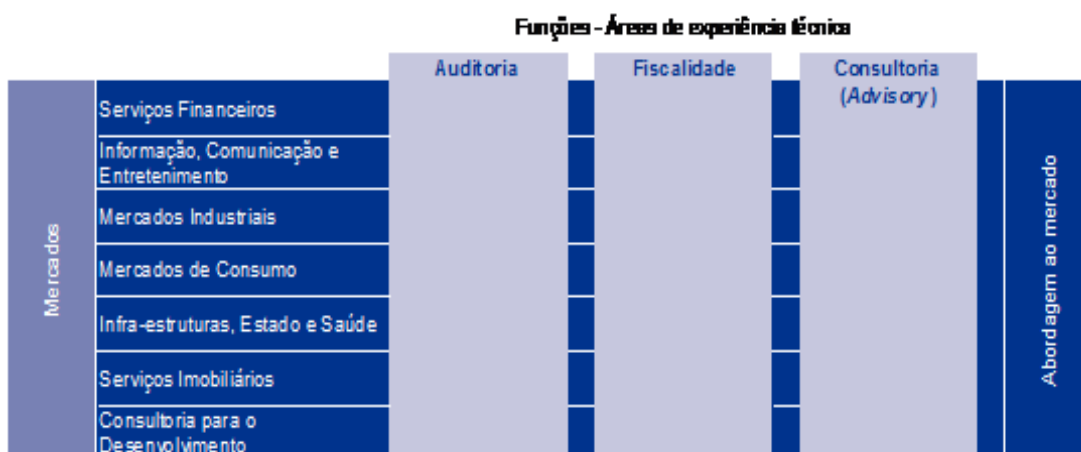 Funções - Áreas de experiência técnica
Auditoria
Fiscalidade
Consultoria
(Advisory)
Mercados
Serviços Financeiros
Informação, Comunicação e
Entretenimento
Mercados Industriais
Mercados de Consumo
Infra-estruturas, Estado e Saúde
Serviços Imobiliários
Consultoria para o
Desenvolvimento
Abordagem ao mercado